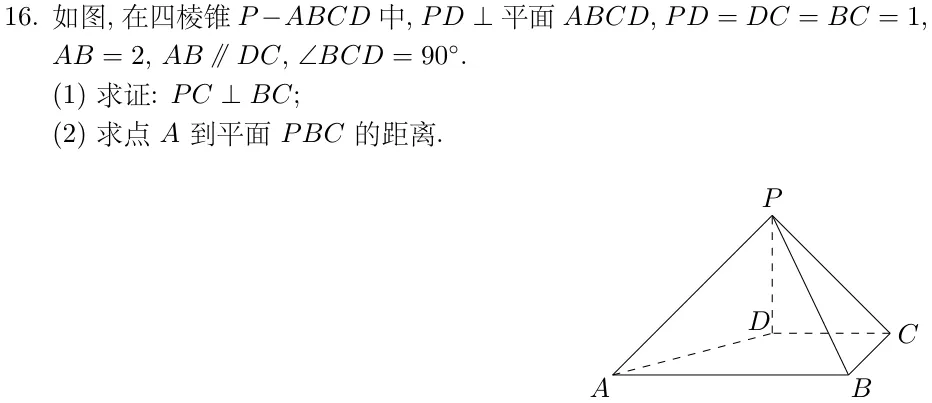 16. 如图, 在四棱锥 P−ABCD 中, PD ⊥ 平面 ABCD, PD = DC = BC = 1,
AB = 2, AB ∥ DC, ∠BCD = 90°.
(1) 求证: PC ⊥ BC;
(2) 求点 A 到平面 PBC 的距离.
P
D
C
A
B